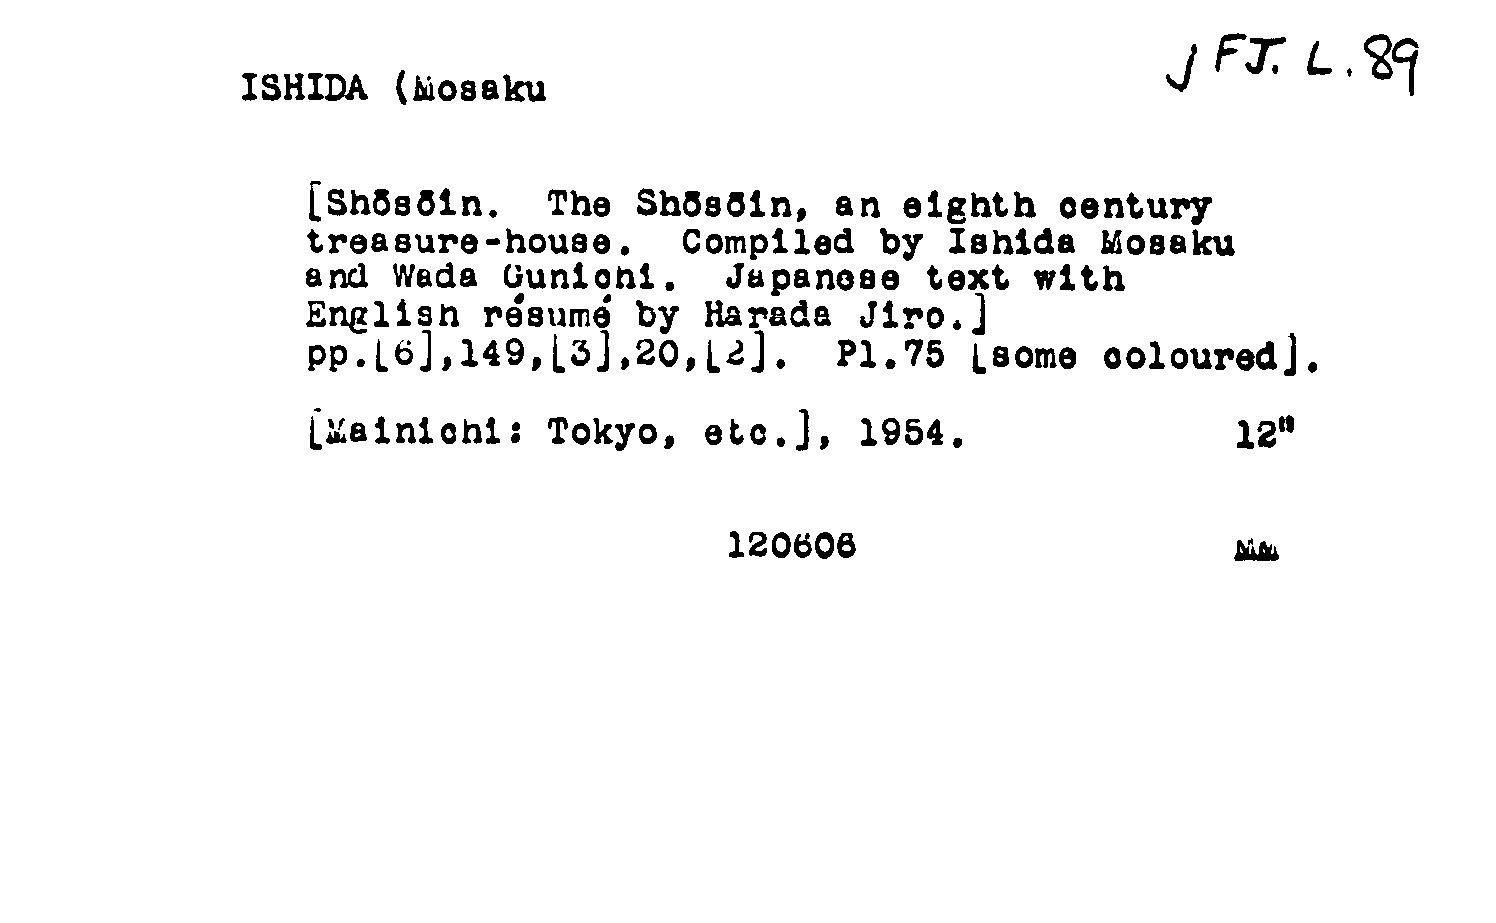 j FJ. L. 89
ISHIDA (Mosaku
[Shōsōin. The Shōsōin, an eighth century
treasure-house. Compiled by Ishida Mosaku
and Wada Gunichi. Japanese text with
English résumé by Harada Jiro.]
pp.[6],149,[3],20,[2]. Pl.75 [some coloured].
[Mainichi: Tokyo, etc.], 1954. 12"
120606